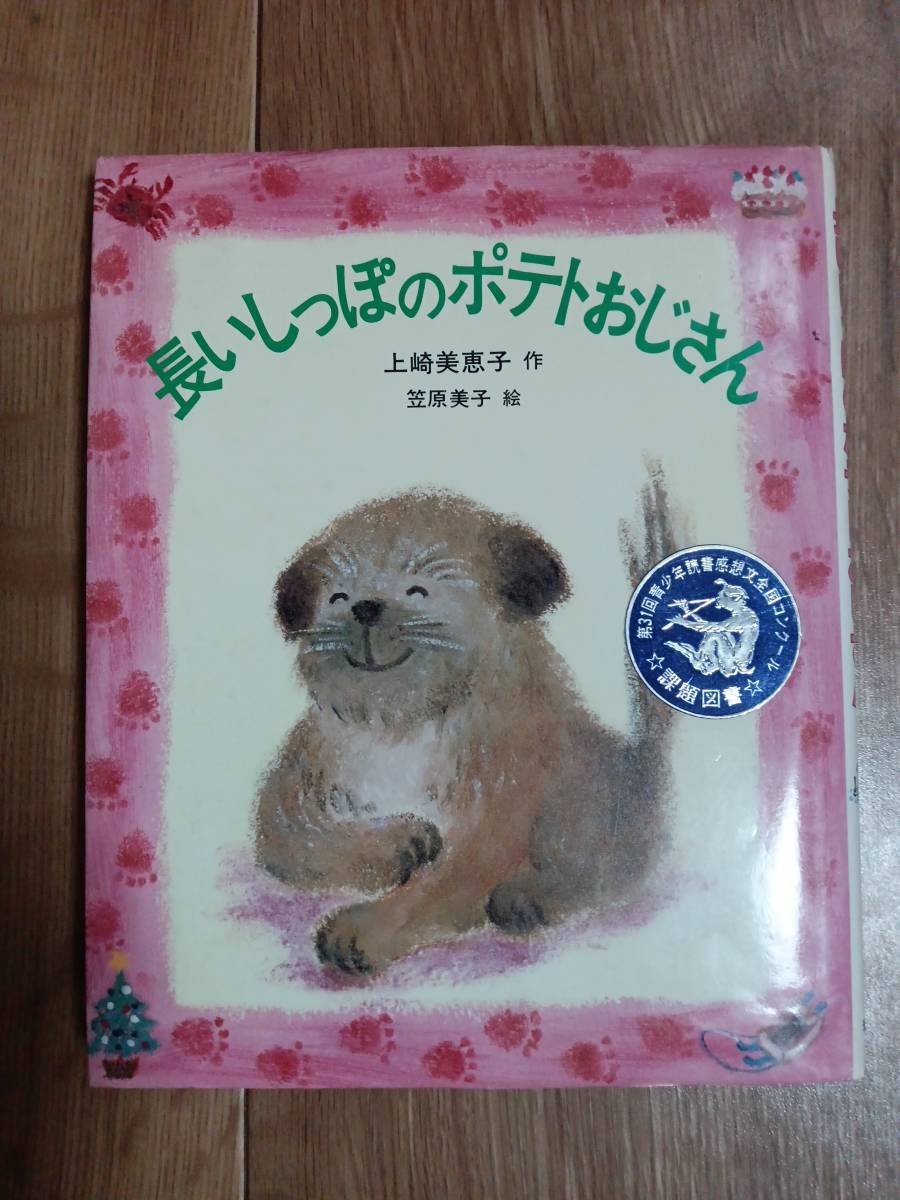 長いしっぽのポテトおじさん
上崎美恵子 作
笠原美子 絵
第31回青少年読書感想文全国コンクール
☆課題図書☆